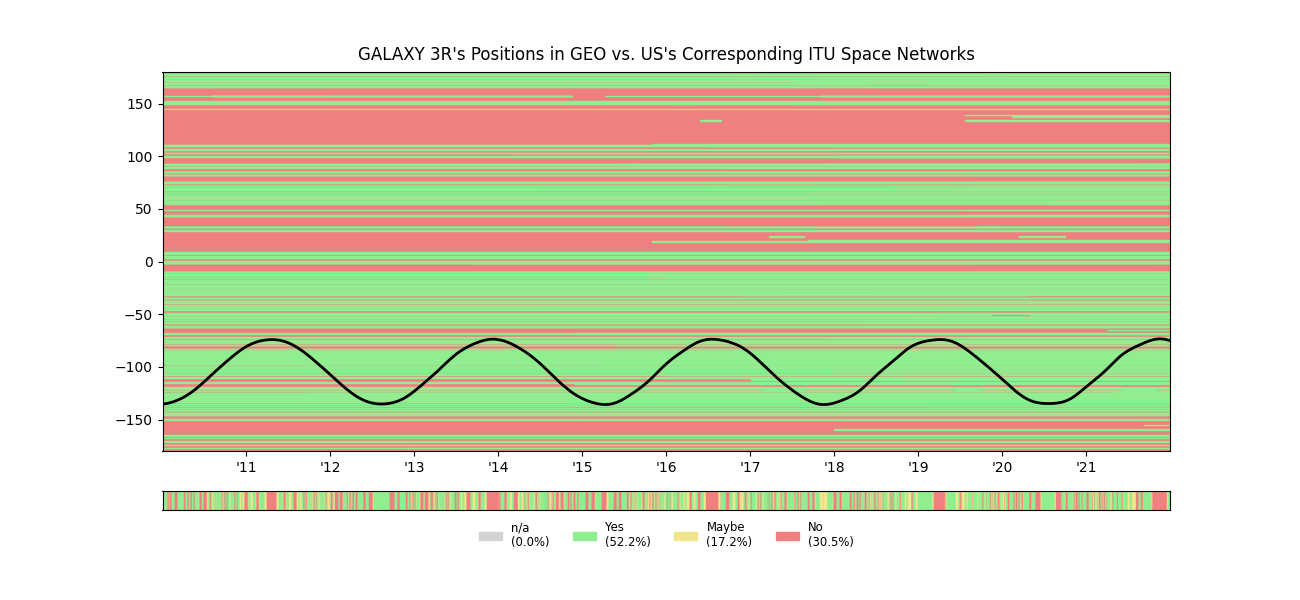 GALAXY 3R's Positions in GEO vs. US's Corresponding ITU Space Networks
150
100
50
0
−50
−100
−150
'11 '12 '13 '14 '15 '16 '17 '18 '19 '20 '21
n/a Yes Maybe No
(0.0%) (52.2%) (17.2%) (30.5%)